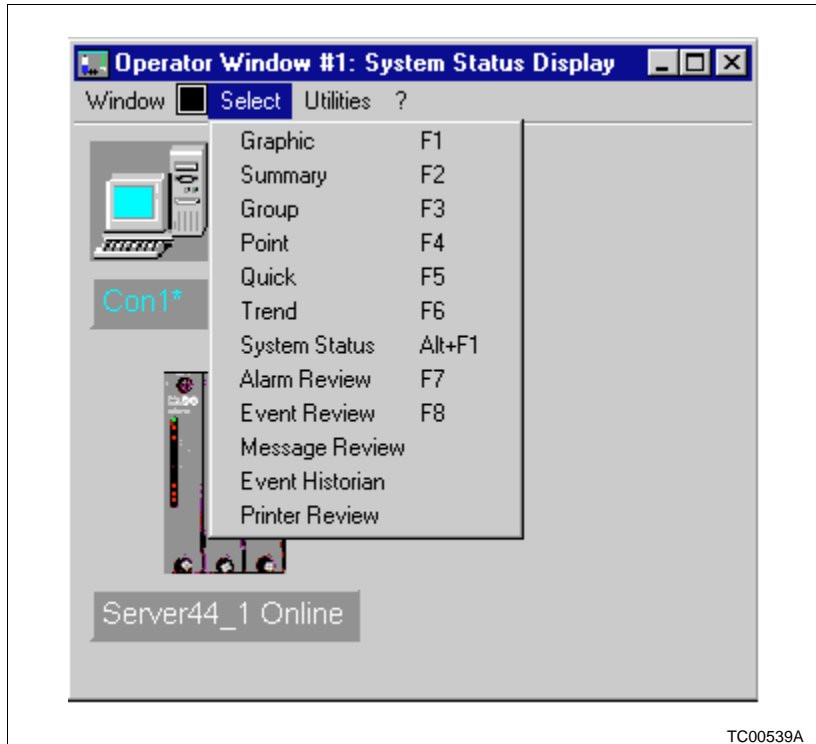 Operator Window #1: System Status Display
Window Select Utilities ?
Graphic F1
Summary F2
Group F3
Point F4
Quick F5
Trend F6
System Status Alt+F1
Alarm Review F7
Event Review F8
Message Review
Event Historian
Printer Review
Con1*
Server44_1 Online
TC00539A